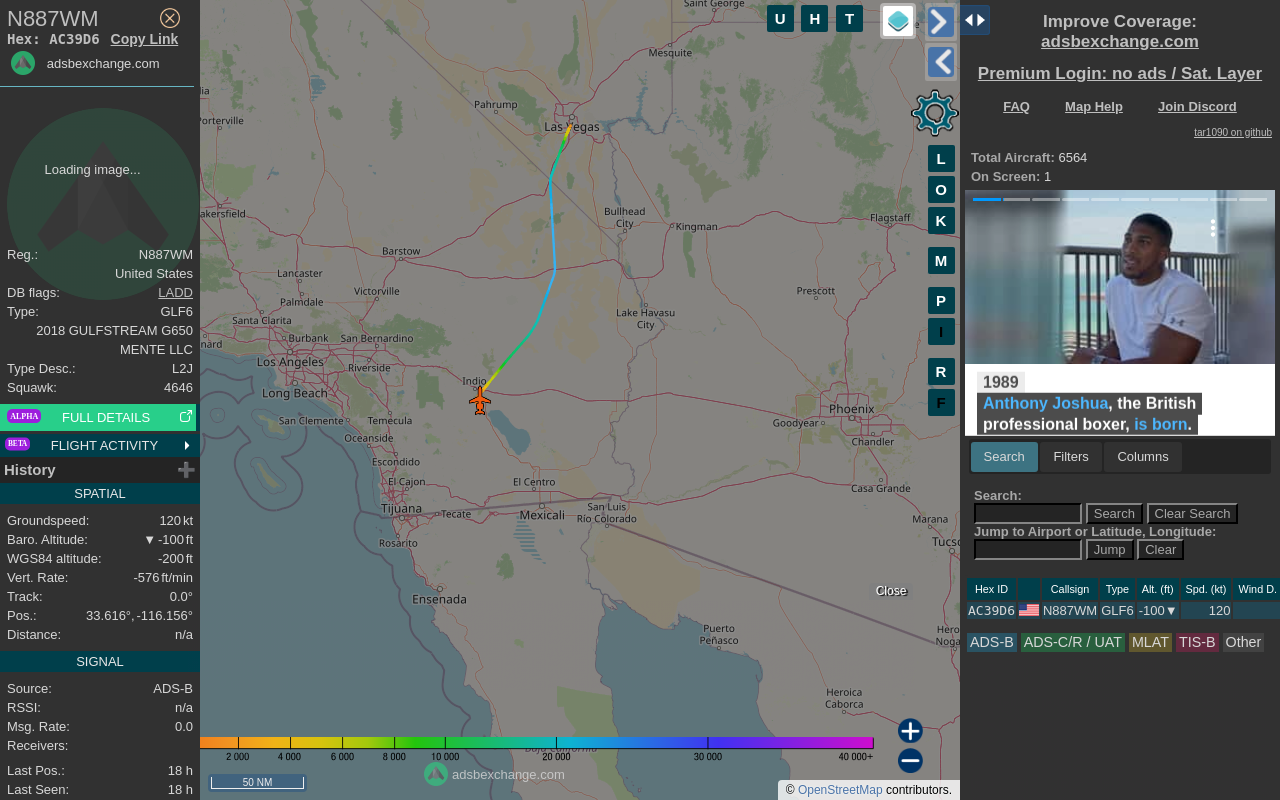 N887WM
Hex: AC39D6 Copy Link
adsbexchange.com
Loading image...
Reg.: N887WM
United States
DB flags: LADD
Type: GLF6
2018 GULFSTREAM G650
MENTE LLC
Type Desc.: L2J
Squawk: 4646
ALPHA FULL DETAILS
BETA FLIGHT ACTIVITY
History
SPATIAL
Groundspeed: 120 kt
Baro. Altitude: ▼ -100 ft
WGS84 altitude: -200 ft
Vert. Rate: -576 ft/min
Track: 0.0°
Pos.: 33.616°, -116.156°
Distance: n/a
SIGNAL
Source: ADS-B
RSSI: n/a
Msg. Rate: 0.0
Receivers:
Last Pos.: 18 h
Last Seen: 18 h
Saint George
Mesquite
Pahrump
Las Vegas
Porterville
akersfield
Bullhead
City
Kingman
Flagstaff
Barstow
Lancaster
Victorville
Palmdale
Prescott
Santa Clarita
Lake Havasu
City
nard
Burbank
San Bernardino
Los Angeles
Riverside
Indio
Long Beach
Phoenix
San Clemente
Temecula
Goodyear
Oceanside
Chandler
Escondido
El Cajon
El Centro
Casa Grande
Tijuana
Tecate
Mexicali
San Luis
Río Colorado
Marana
Rosarito
Tucso
Ensenada
Close
Puerto
Peñasco
Hero
Noga
Heroica
Caborca
Baja California
2 000 4 000 6 000 8 000 10 000 20 000 30 000 40 000+
adsbexchange.com
50 NM
© OpenStreetMap contributors.
U H T
L
O
K
M
P
I
R
F
Improve Coverage:
adsbexchange.com
Premium Login: no ads / Sat. Layer
FAQ Map Help Join Discord
tar1090 on github
Total Aircraft: 6564
On Screen: 1
1989
Anthony Joshua, the British
professional boxer, is born.
Search Filters Columns
Search:
Search Clear Search
Jump to Airport or Latitude, Longitude:
Jump Clear
Hex ID Callsign Type Alt. (ft) Spd. (kt) Wind D.
AC39D6 N887WM GLF6 -100▼ 120
ADS-B ADS-C/R / UAT MLAT TIS-B Other